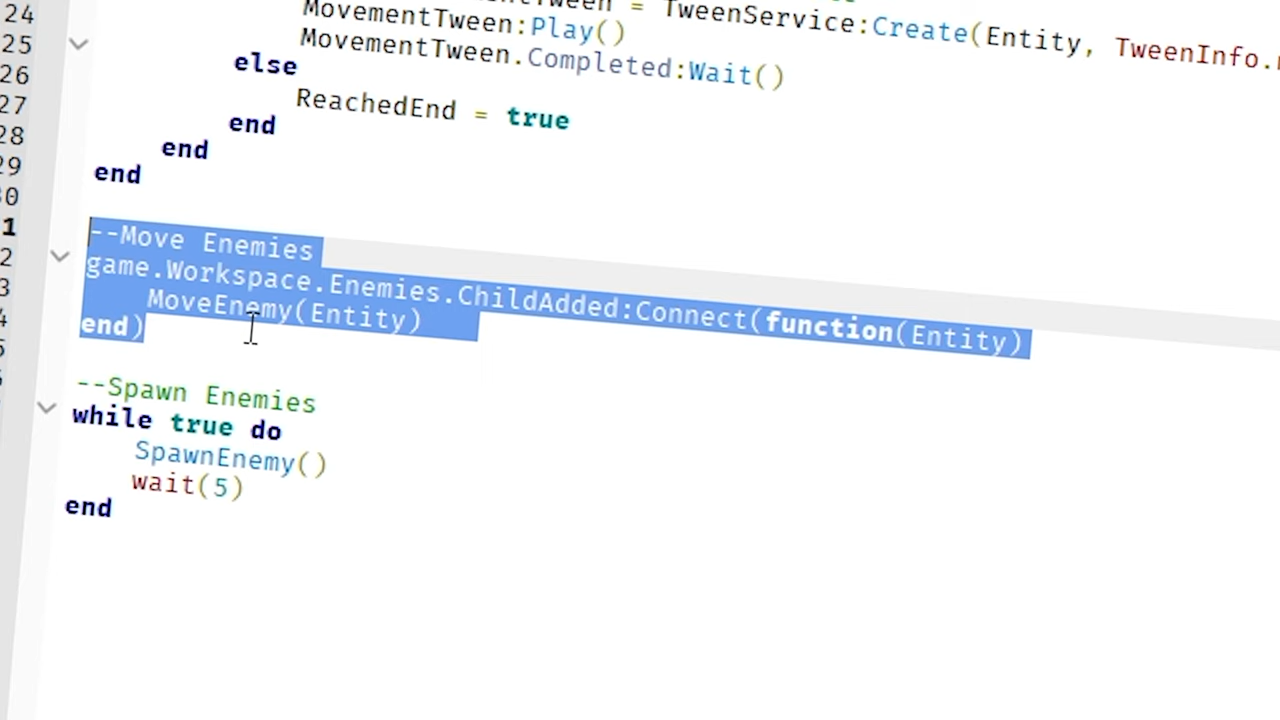 24 = TweenService:Create(Entity, TweenInfo.
25 MovementTween:Play()
26 MovementTween.Completed:Wait()
27 else
28 ReachedEnd = true
29 end
30 end
end
--Move Enemies
game.Workspace.Enemies.ChildAdded:Connect(function(Entity)
MoveEnemy(Entity)
end)
--Spawn Enemies
while true do
SpawnEnemy()
wait(5)
end